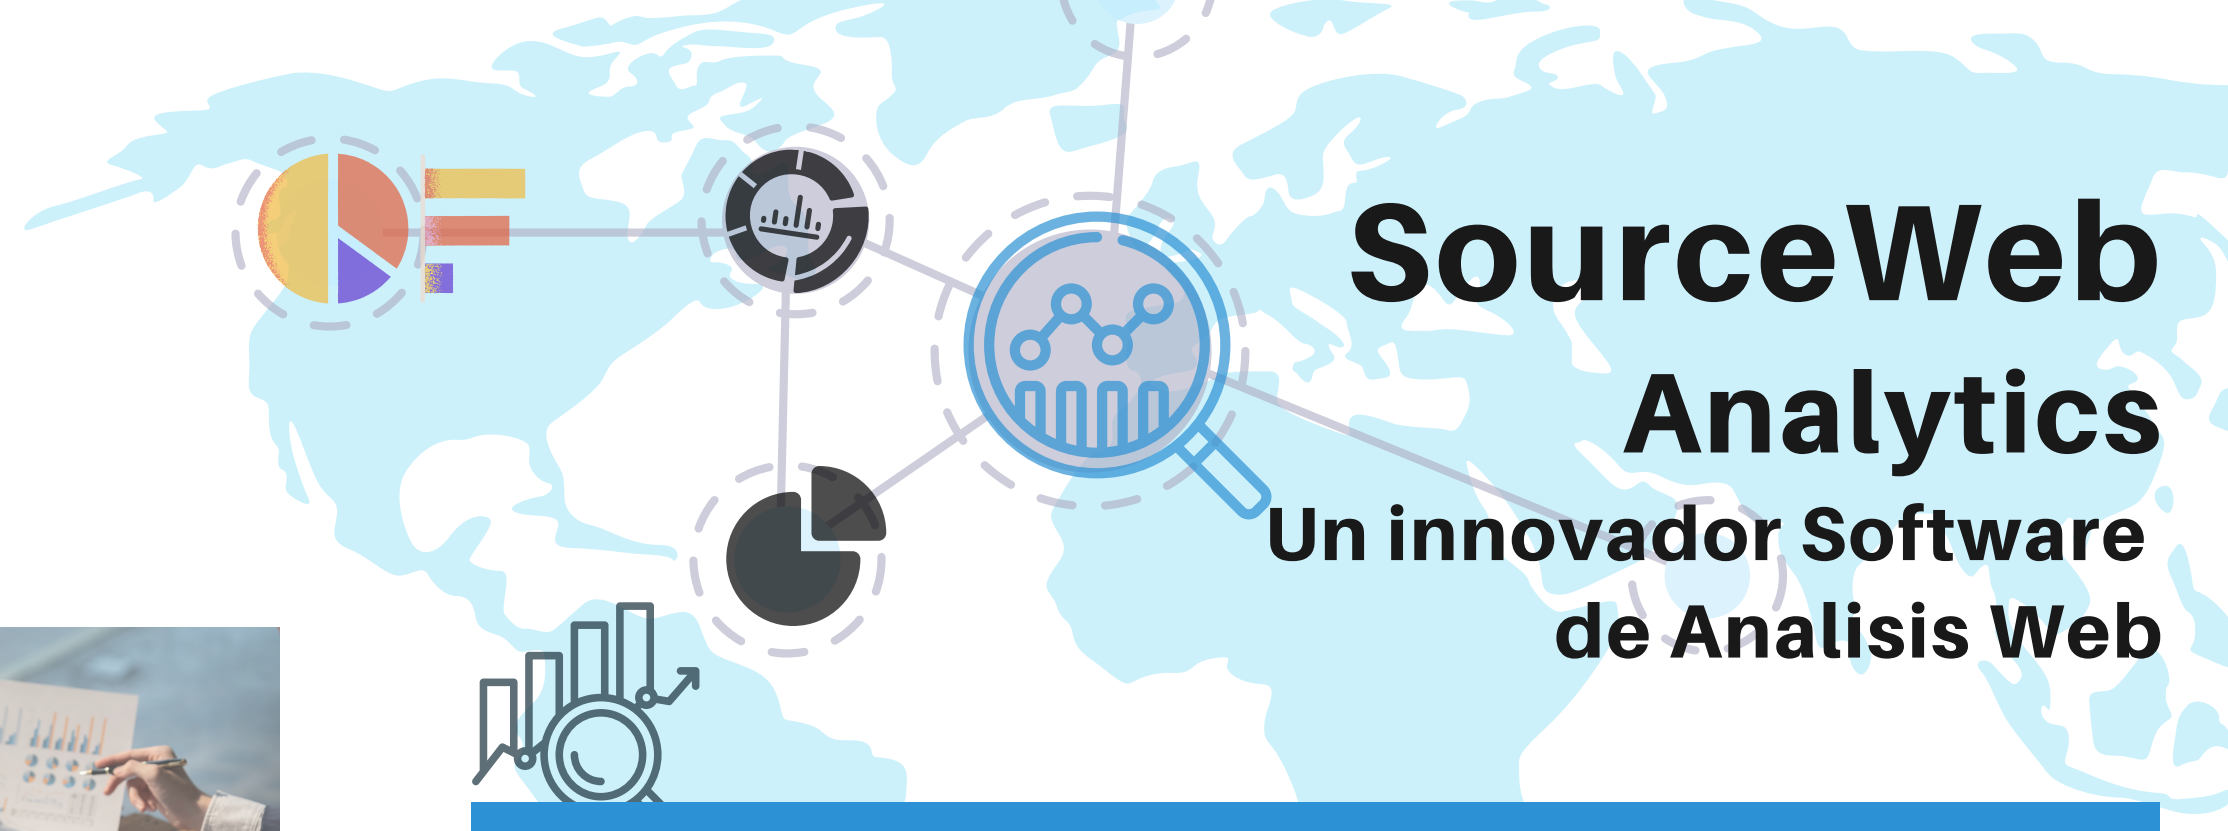 SourceWeb
Analytics
Un innovador Software
de Analisis Web